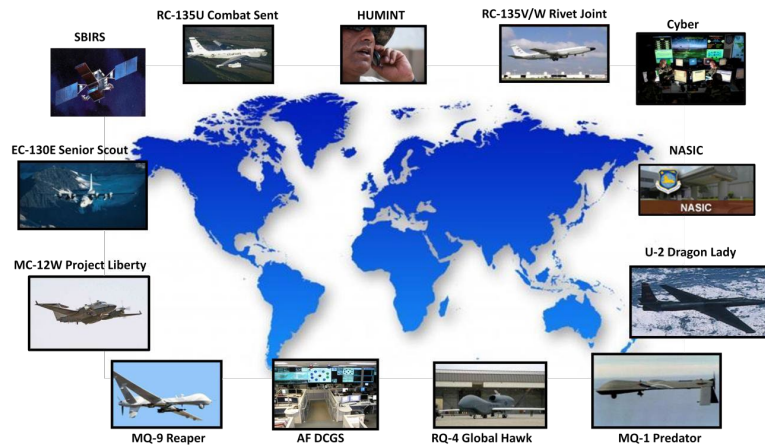 RC-135U Combat Sent
HUMINT
RC-135V/W Rivet Joint
Cyber
SBIRS
EC-130E Senior Scout
NASIC
NASIC
U-2 Dragon Lady
MC-12W Project Liberty
MQ-9 Reaper
AF DCGS
RQ-4 Global Hawk
MQ-1 Predator